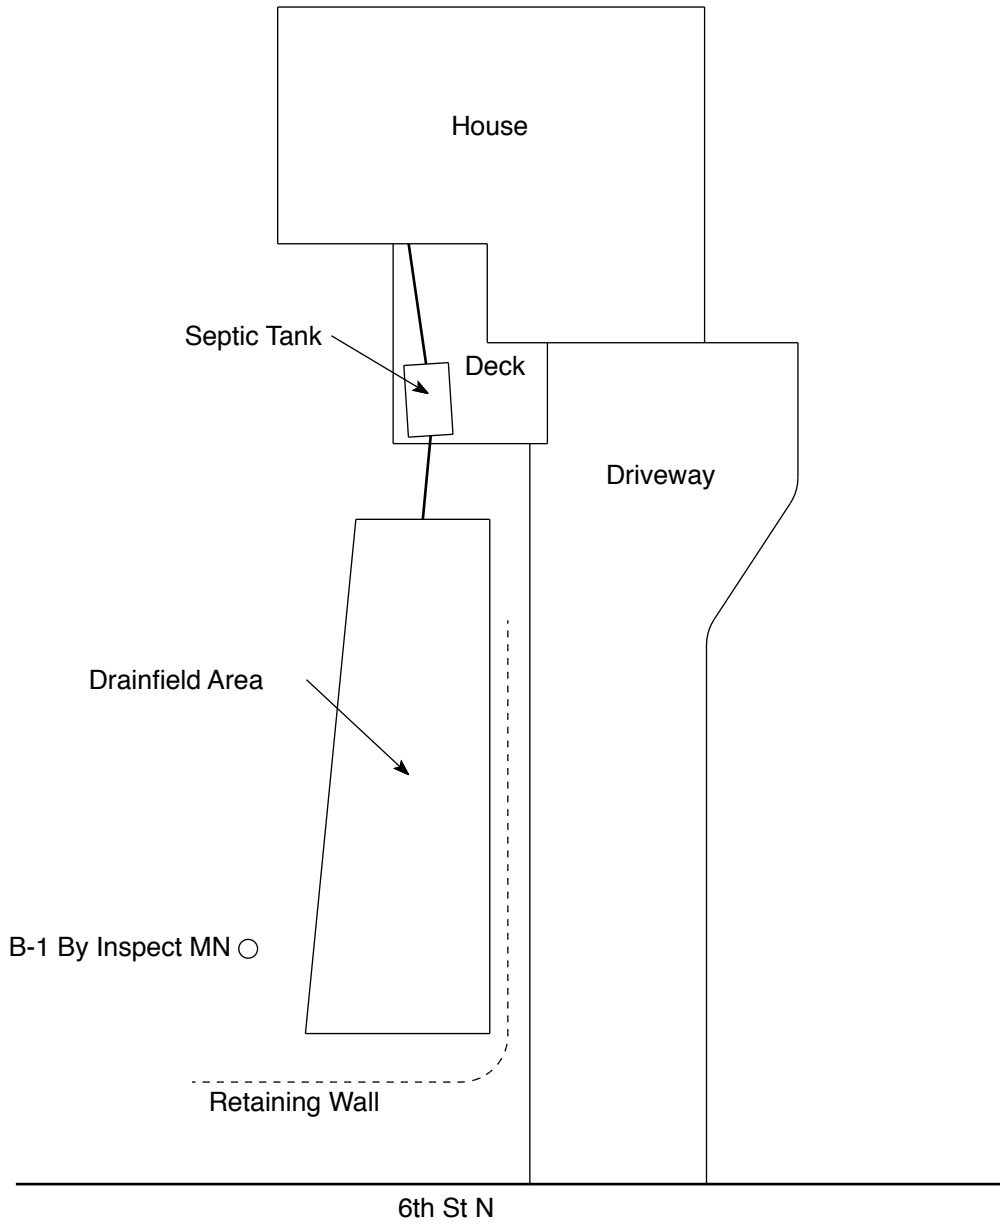 House
Septic Tank
Deck
Driveway
Drainfield Area
B-1 By Inspect MN
Retaining Wall
6th St N